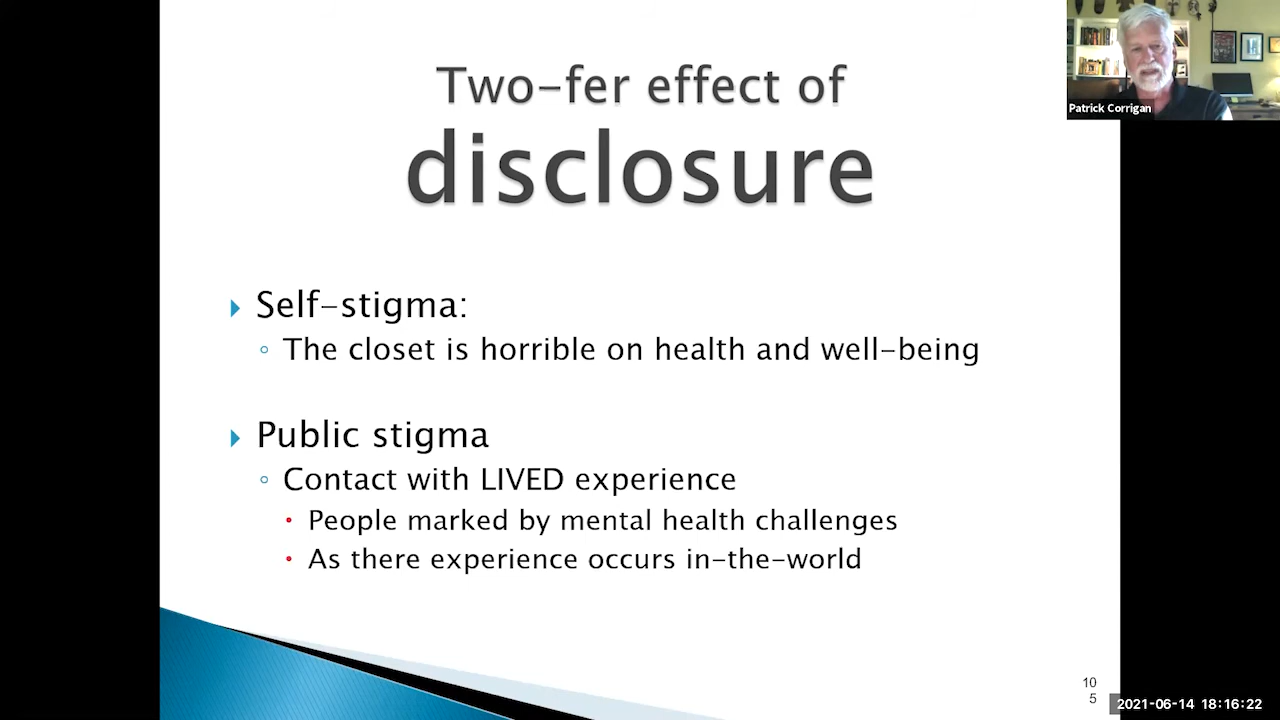 Two-fer effect of
disclosure
Patrick Corrigan
Self-stigma:
The closet is horrible on health and well-being
Public stigma
Contact with LIVED experience
People marked by mental health challenges
As there experience occurs in-the-world
10
5
2021-06-14 18:16:22